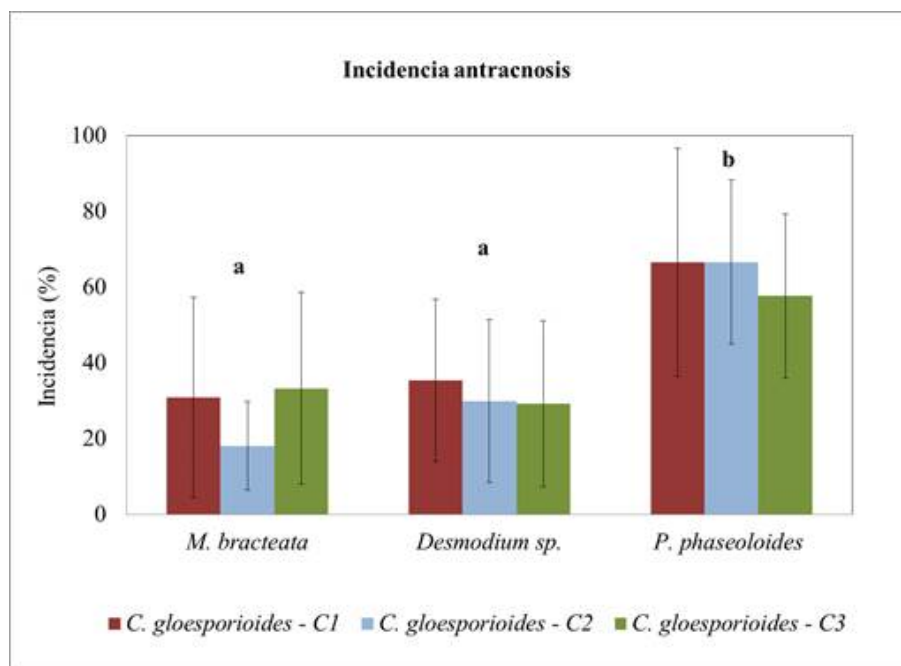 Incidencia antracnosis
Incidencia (%)
100
80
60
40
20
0
a
a
b
M. bracteata
Desmodium sp.
P. phaseoloides
C. gloesporioides - C1
C. gloesporioides - C2
C. gloesporioides - C3